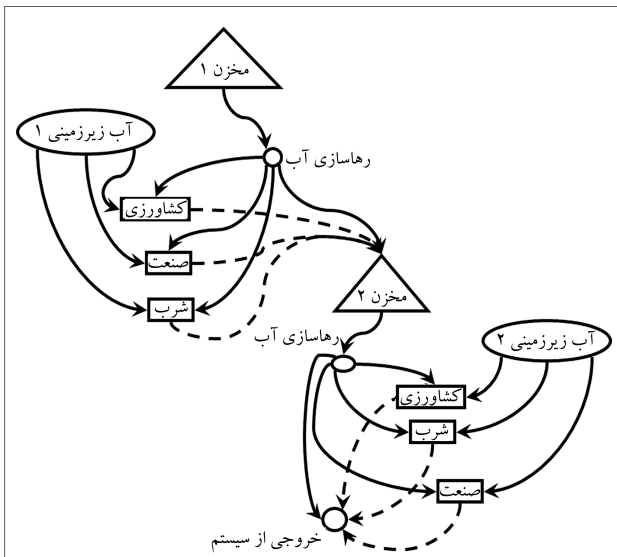 مخزن ۱
آب زیرزمینی ۱
رهاسازی آب
کشاورزی
صنعت
شرب
مخزن ۲
رهاسازی آب
آب زیرزمینی ۲
کشاورزی
شرب
صنعت
خروجی از سیستم